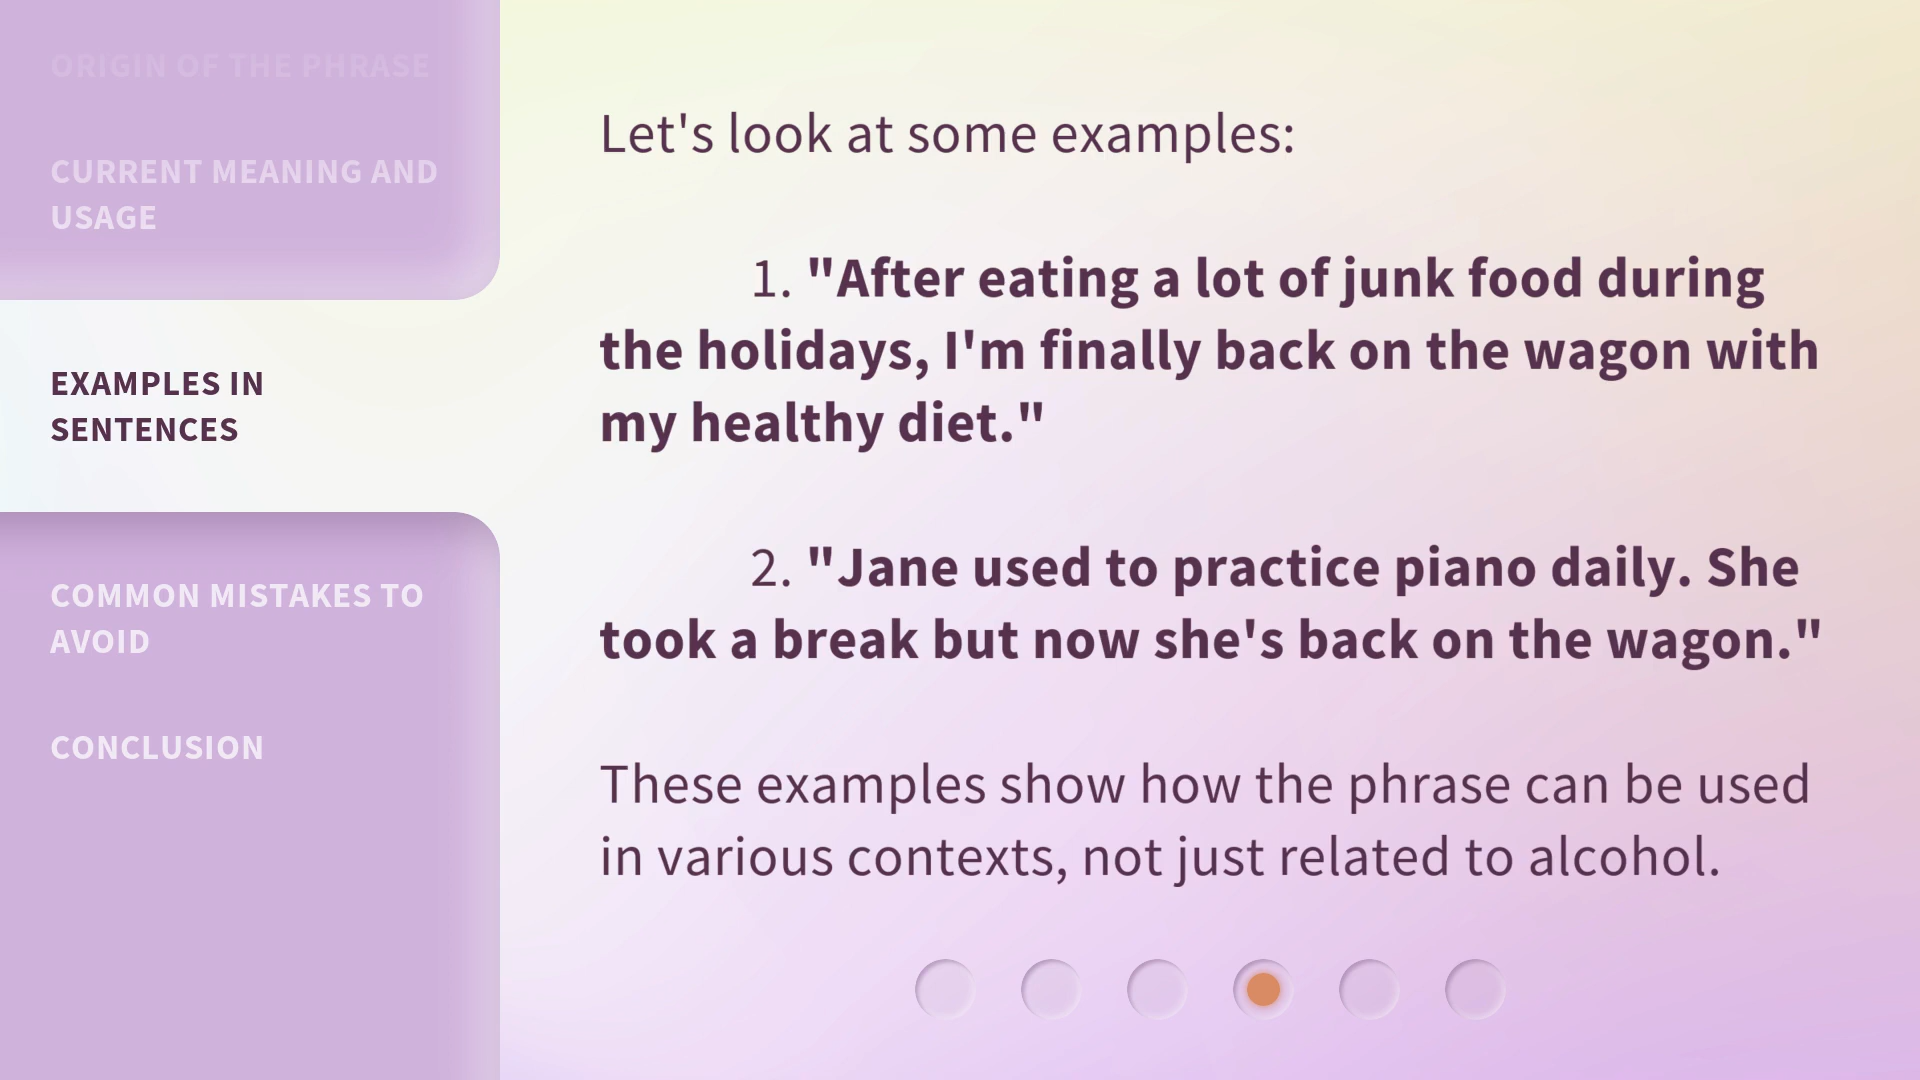 ORIGIN OF THE PHRASE
CURRENT MEANING AND
USAGE
EXAMPLES IN
SENTENCES
COMMON MISTAKES TO
AVOID
CONCLUSION
Let's look at some examples:
1. "After eating a lot of junk food during
the holidays, I'm finally back on the wagon with
my healthy diet."
2. "Jane used to practice piano daily. She
took a break but now she's back on the wagon."
These examples show how the phrase can be used
in various contexts, not just related to alcohol.